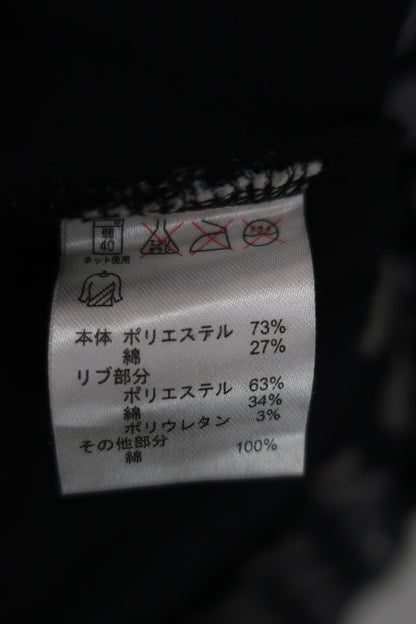 弱
40
ネット使用
本体 ポリエステル 73%
綿 27%
リブ部分
ポリエステル 63%
綿 34%
ポリウレタン 3%
その他部分
綿 100%